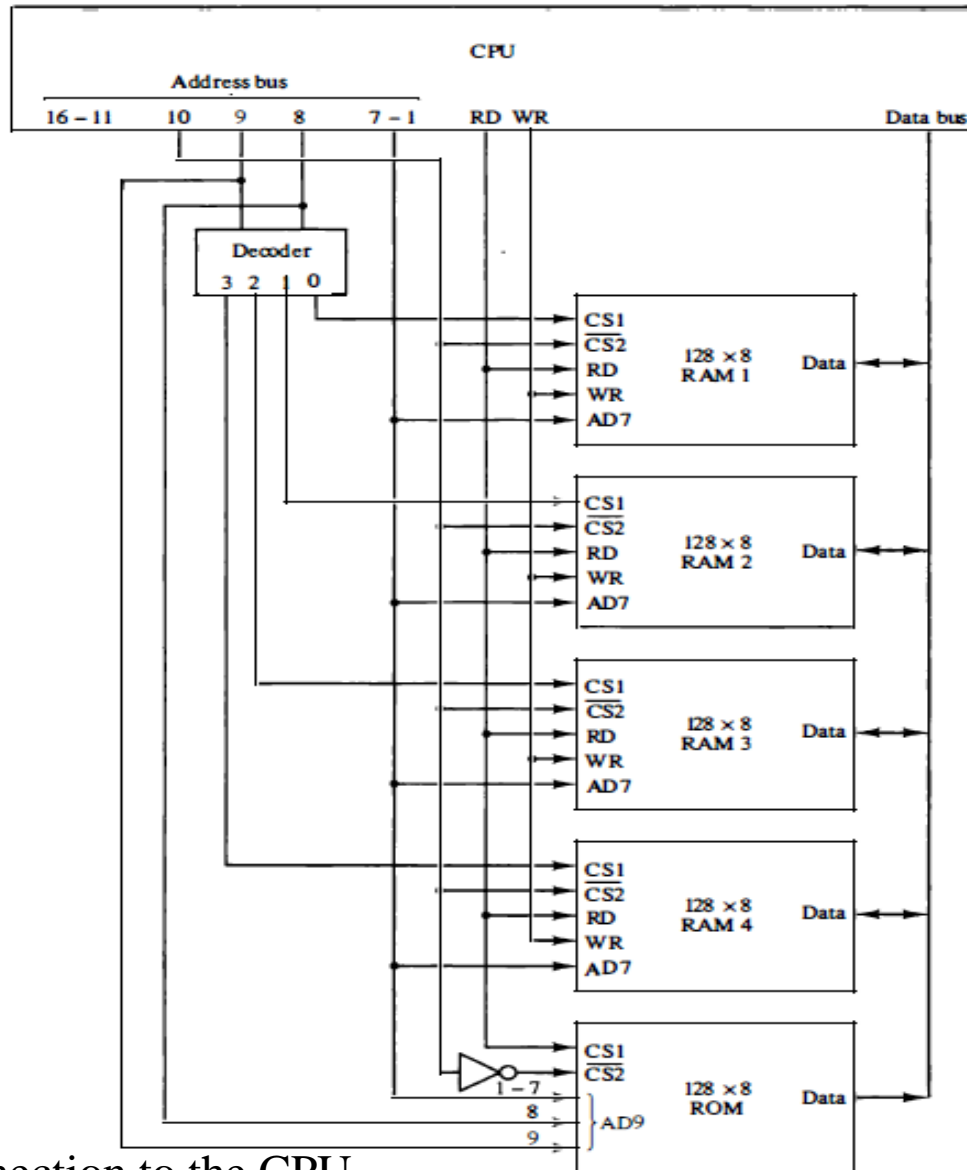 CPU
Address bus
16 – 11 10 9 8 7 – 1 RD WR Data bus
Decoder
3 2 1 0
CS1
CS2
RD
WR
AD7
128 × 8
RAM 1
Data
CS1
CS2
RD
WR
AD7
128 × 8
RAM 2
Data
CS1
CS2
RD
WR
AD7
128 × 8
RAM 3
Data
CS1
CS2
RD
WR
AD7
128 × 8
RAM 4
Data
CS1
CS2
1 – 7
8
9
AD9
128 × 8
ROM
Data
to the CPU